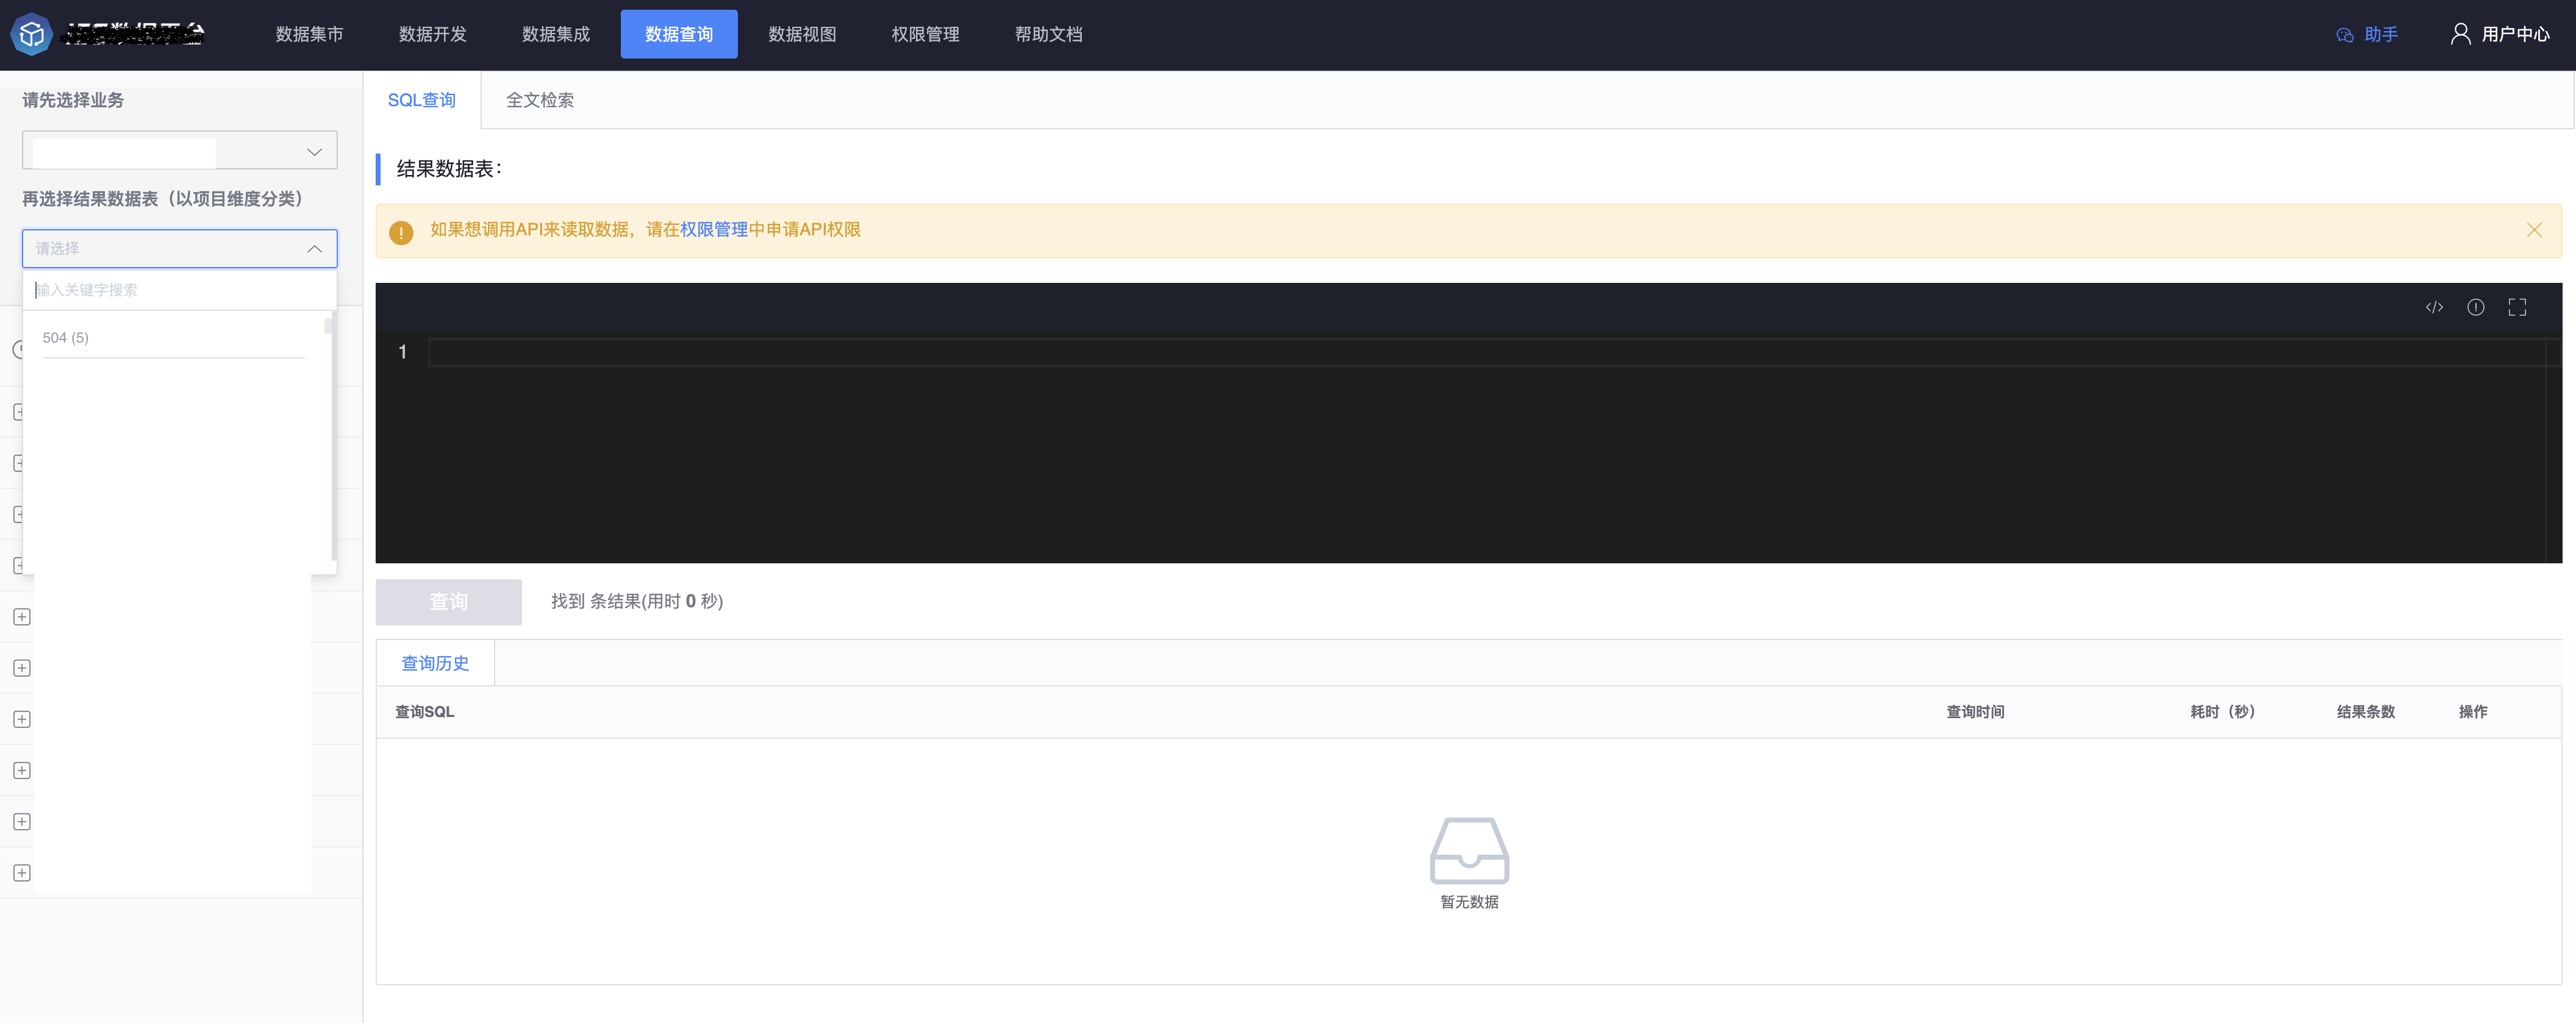 数据集市 数据开发 数据集成 数据查询 数据视图 权限管理 帮助文档 助手 用户中心
请先选择业务
再选择结果数据表（以项目维度分类）
请选择
输入关键字搜索
504 (5)
SQL查询 全文检索
结果数据表：
如果想调用API来读取数据，请在权限管理中申请API权限
1
查询 找到 条结果(用时 0 秒)
查询历史
查询SQL 查询时间 耗时（秒） 结果条数 操作
暂无数据